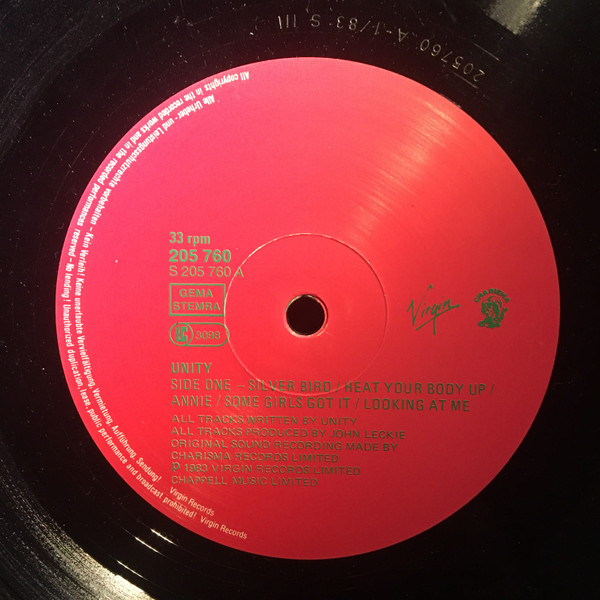 205760 A-1/83 S III
Alle Urheber- und Leistungsschutzrechte vorbehalten – Kein Verleih! Keine unerlaubte Vervielfältigung, Vermietung, Aufführung, Sendung! Virgin Records
All copyrights in the recorded works and in the recorded performances reserved – No lending! Unauthorized duplication, lease, public performance and broadcast prohibited! Virgin Records
33 rpm
205 760
S 205 760 A
GEMA
STEMRA
LC 3098
Virgin
CHARISMA
UNITY
SIDE ONE – SILVER BIRD / HEAT YOUR BODY UP /
ANNIE / SOME GIRLS GOT IT / LOOKING AT ME
ALL TRACKS WRITTEN BY UNITY
ALL TRACKS PRODUCED BY JOHN LECKIE
ORIGINAL SOUND RECORDING MADE BY
CHARISMA RECORDS LIMITED
℗ 1983 VIRGIN RECORDS LIMITED
CHAPPELL MUSIC LIMITED